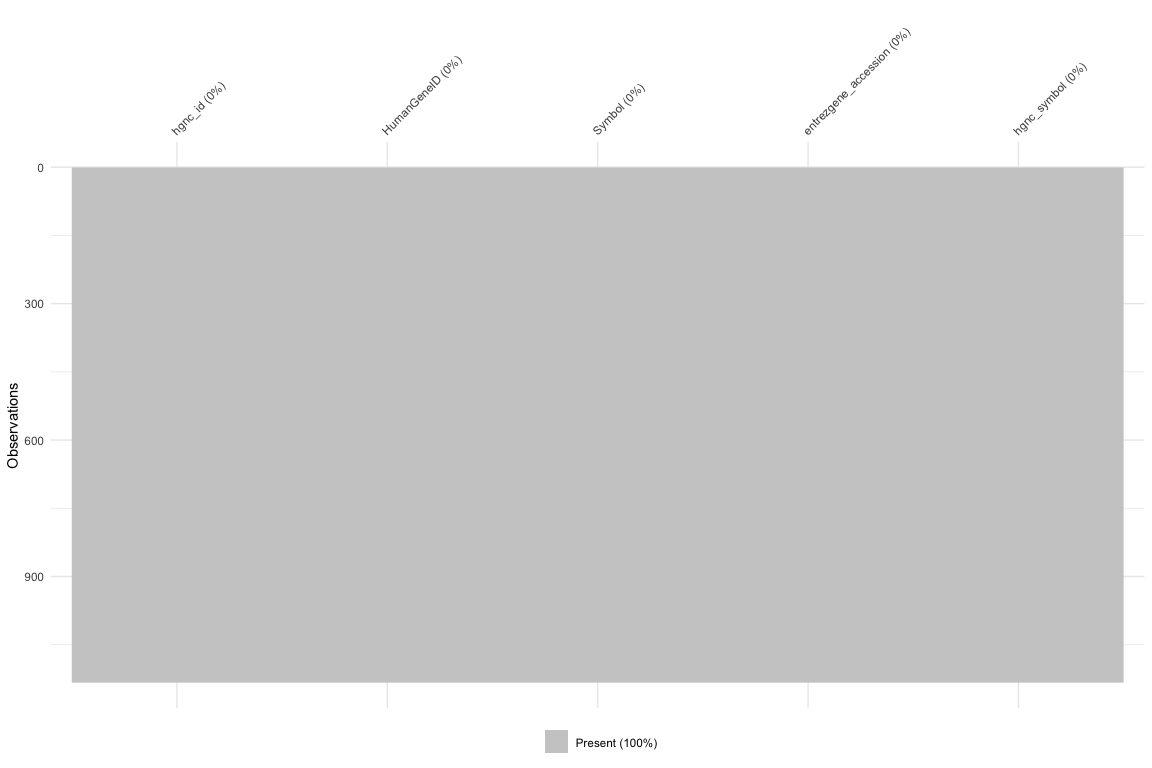 hgnc_id (0%)
HumanGeneID (0%)
Symbol (0%)
entrezgene_accession (0%)
hgnc_symbol (0%)
0
300
600
900
Observations
Present (100%)